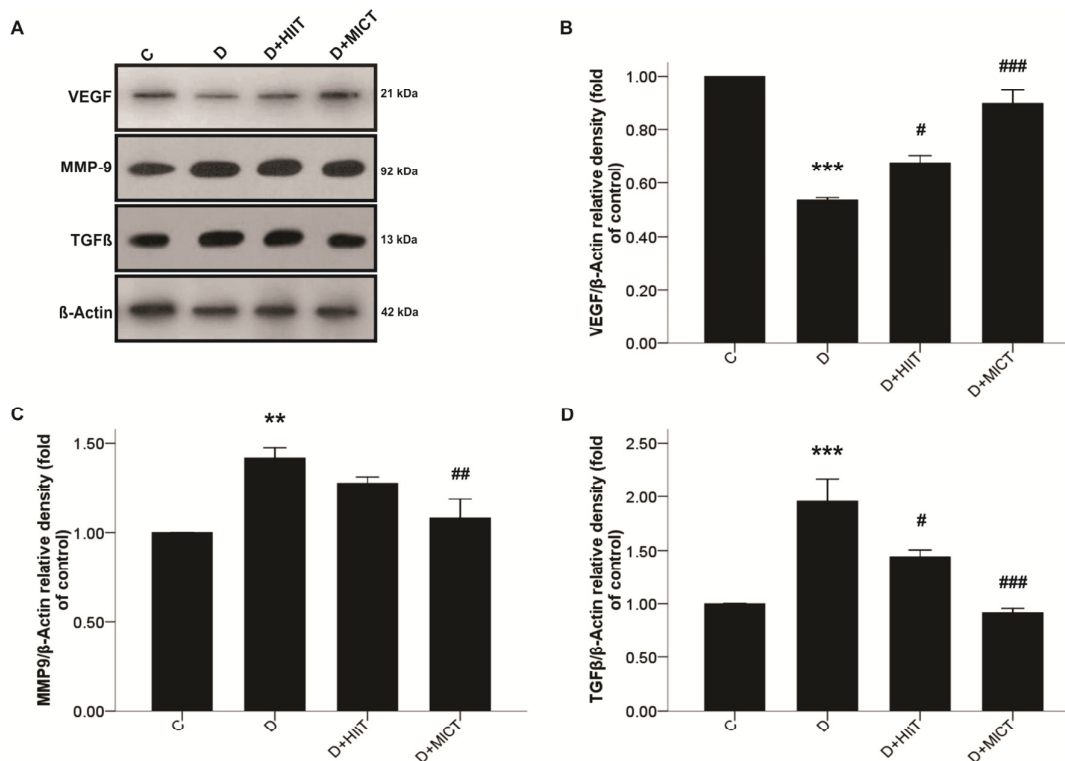 A
C D D+HIIT D+MICT
VEGF 21 kDa
MMP-9 92 kDa
TGFß 13 kDa
ß-Actin 42 kDa
B
VEGF/β-Actin relative density (fold
of control)
1.00
0.80
0.60
0.40
0.20
0.00
***
#
###
C D D+HIIT D+MICT
C
MMP9/β-Actin relative density (fold
of control)
1.50
1.00
0.50
0.00
**
##
C D D+HIIT D+MICT
D
TGFβ/β-Actin relative density (fold
of control)
2.50
2.00
1.50
1.00
0.50
0.00
***
#
###
C D D+HIIT D+MICT